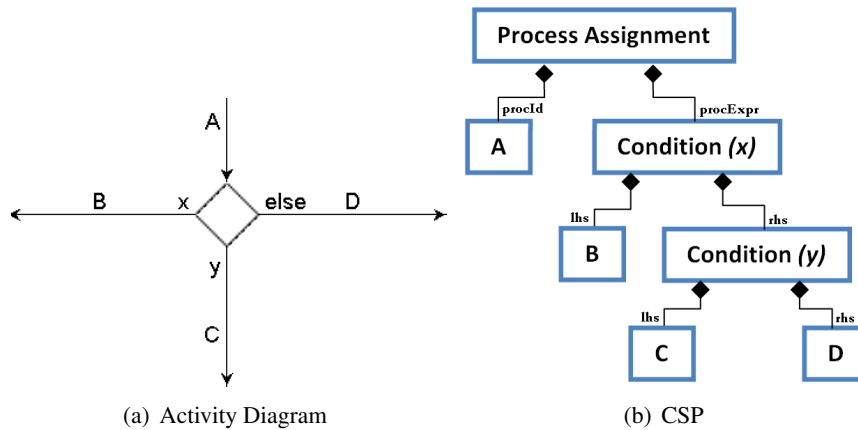 A
B
x
else
D
y
C
(a) Activity Diagram
Process Assignment
procId
procExpr
A
Condition (x)
lhs
rhs
B
Condition (y)
lhs
rhs
C
D
(b) CSP